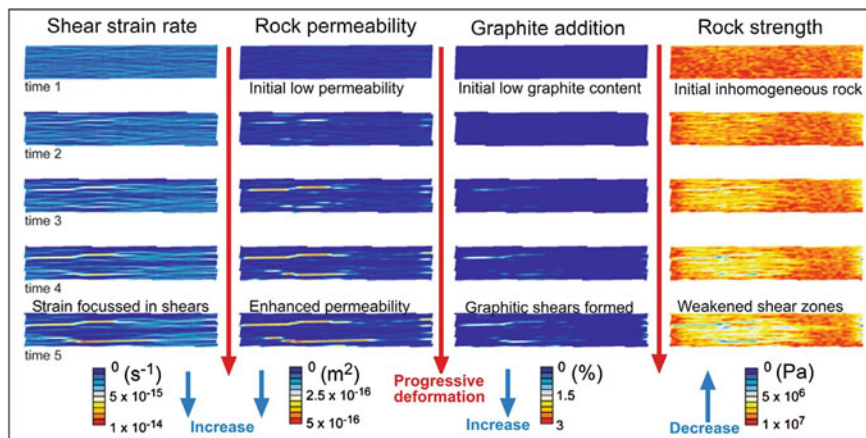 Shear strain rate
Rock permeability
Graphite addition
Rock strength
time 1
Initial low permeability
Initial low graphite content
Initial inhomogeneous rock
time 2
time 3
time 4
Strain focussed in shears
Enhanced permeability
Graphitic shears formed
Weakened shear zones
time 5
0 (s⁻¹)
5 x 10⁻¹⁵
1 x 10⁻¹⁴
Increase
0 (m²)
2.5 x 10⁻¹⁶
5 x 10⁻¹⁶
Progressive
deformation
Increase
0 (%)
1.5
3
Decrease
0 (Pa)
5 x 10⁶
1 x 10⁷